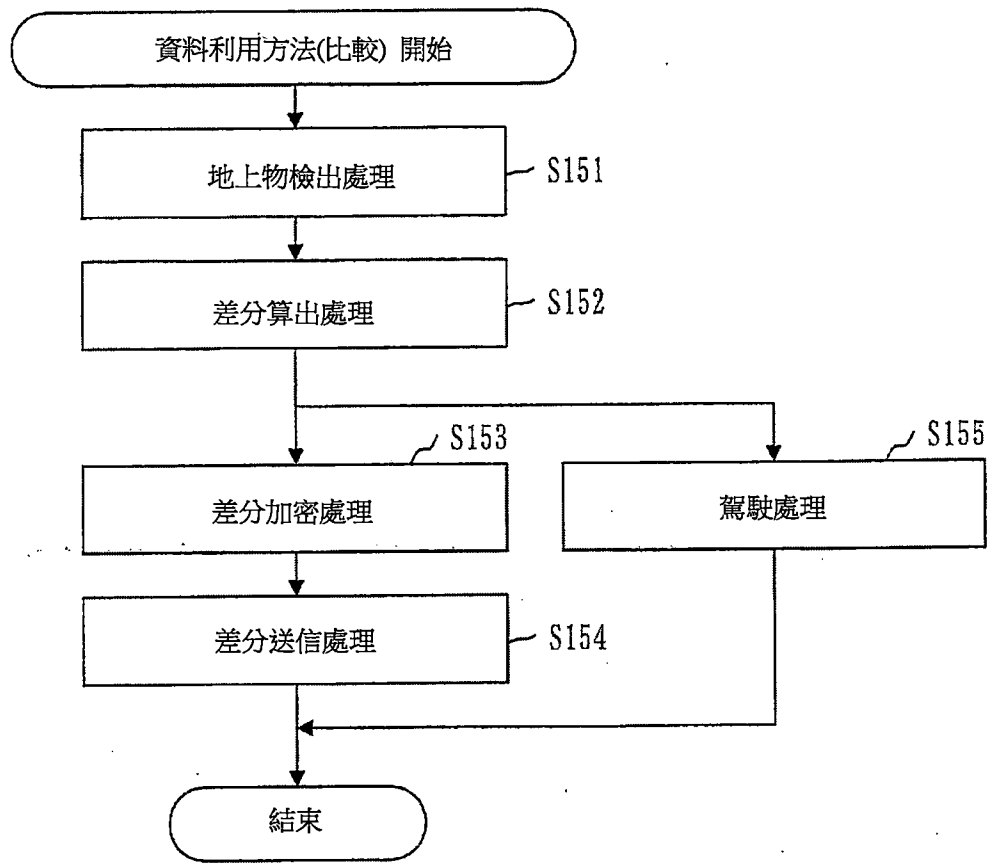 資料利用方法(比較) 開始
地上物檢出處理
S151
差分算出處理
S152
S153
S155
差分加密處理
駕駛處理
差分送信處理
S154
結束